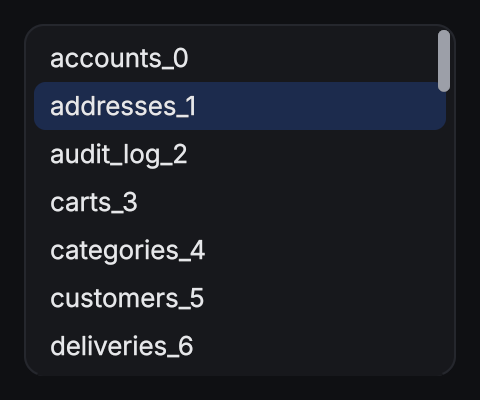 accounts_0
addresses_1
audit_log_2
carts_3
categories_4
customers_5
deliveries_6